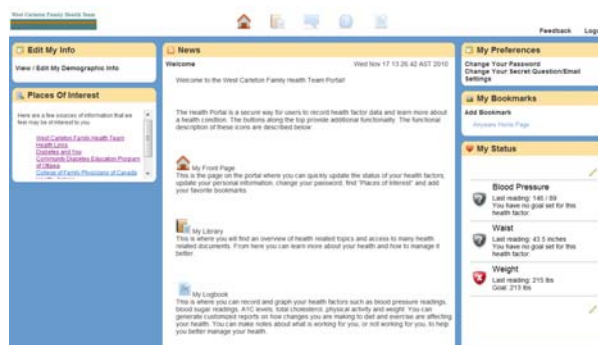 West Carleton Family Health Team
Feedback
Edit My Info
View / Edit My Demographic Info
Places Of Interest
Here are a few sources of information that we
feel may be of interest to you.
West Carleton Family Health Team
Health Links
Diabetes and You
Community Diabetes Education Program
of Ottawa
College of Family Physicians of Canada
News
Welcome
Wed Nov 17 13:26:42 AST 2010
Welcome to the West Carleton Family Health Team Portal!
The Health Portal is a secure way for users to record health factor data and learn more about
a health condition. The buttons along the top provide additional functionality. The functional
description of these icons are described below:
My Front Page
This is the page on the portal where you can quickly update the status of your health factors,
update your personal information, change your password, find "Places of Interest" and add
your favorite bookmarks.
My Library
This is where you will find an overview of health related topics and access to many health
related documents. From here you can learn more about your health and how to manage it
better.
My Logbook
This is where you can record and graph your health factors such as blood pressure readings,
blood sugar readings, A1C levels, total cholesterol, physical activity and weight. You can
generate customized reports on how changes you are making to diet and exercise are affecting
your health. You can make notes about what is working for you, or not working for you, to help
you better manage your health.
My Preferences
Change Your Password
Change Your Secret Question/Email
Settings
My Bookmarks
Add Bookmark
Home Page
My Status
Blood Pressure
Last reading: 146 / 89
You have no goal set for this
health factor
Waist
Last reading: 43.5 inches
You have no goal set for this
health factor
Weight
Last reading: 215 lbs
Goal: 213 lbs